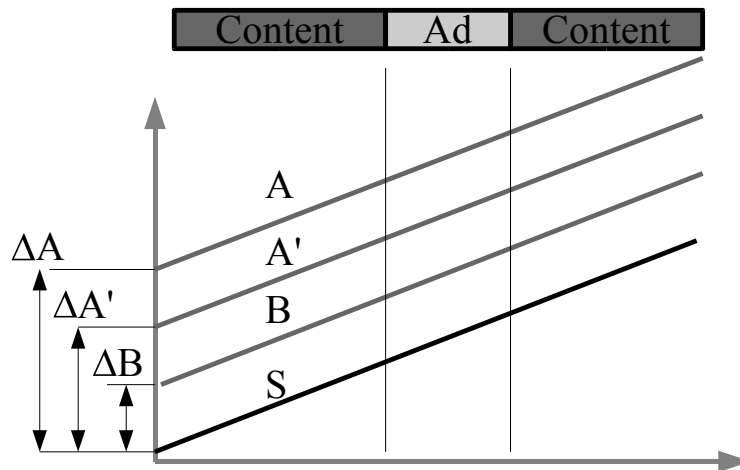 Content Ad Content
A
ΔA
A'
ΔA'
B
ΔB
S